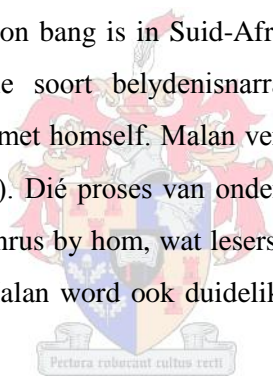 on bang is in Suid-Afr
e soort belydenisnarra
met homself. Malan ver
). Dié proses van onde
nrus by hom, wat lesers
alan word ook duidelik
Pectora roborant cultus recti